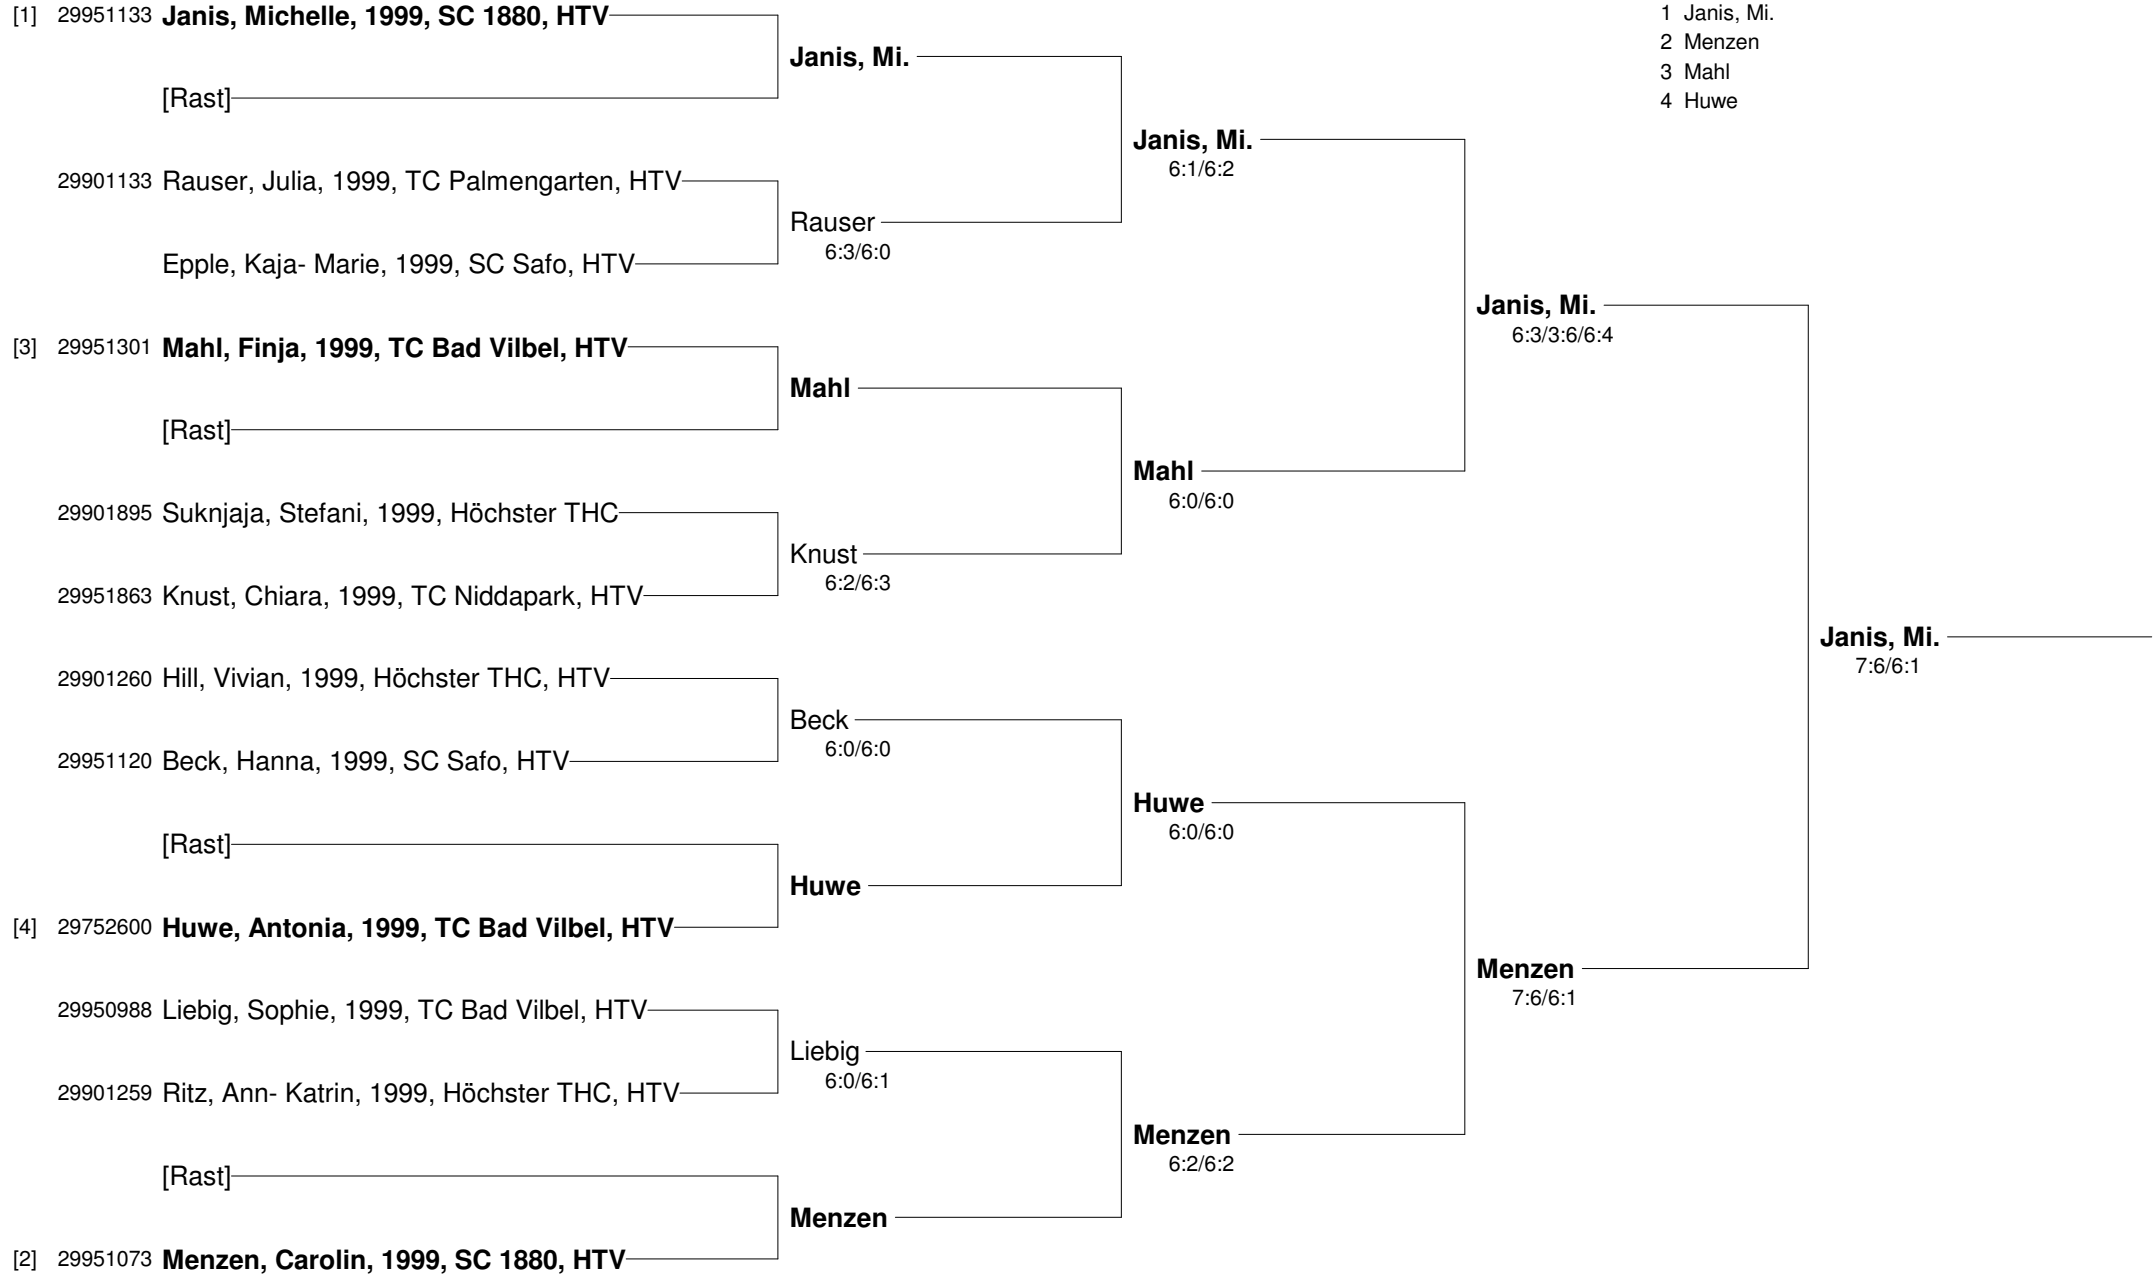 [1] 29951133 Janis, Michelle, 1999, SC 1880, HTV
[Rast]
29901133 Rauser, Julia, 1999, TC Palmengarten, HTV
Epple, Kaja- Marie, 1999, SC Safo, HTV
[3] 29951301 Mahl, Finja, 1999, TC Bad Vilbel, HTV
[Rast]
29901895 Suknjaja, Stefani, 1999, Höchster THC
29951863 Knust, Chiara, 1999, TC Niddapark, HTV
29901260 Hill, Vivian, 1999, Höchster THC, HTV
29951120 Beck, Hanna, 1999, SC Safo, HTV
[Rast]
[4] 29752600 Huwe, Antonia, 1999, TC Bad Vilbel, HTV
29950988 Liebig, Sophie, 1999, TC Bad Vilbel, HTV
29901259 Ritz, Ann- Katrin, 1999, Höchster THC, HTV
[Rast]
[2] 29951073 Menzen, Carolin, 1999, SC 1880, HTV
Janis, Mi.
Rauser
6:3/6:0
Mahl
Knust
6:2/6:3
Beck
6:0/6:0
Huwe
Liebig
6:0/6:1
Menzen
Janis, Mi.
6:1/6:2
Mahl
6:0/6:0
Huwe
6:0/6:0
Menzen
6:2/6:2
Janis, Mi.
6:3/3:6/6:4
Menzen
7:6/6:1
Janis, Mi.
7:6/6:1
1 Janis, Mi.
2 Menzen
3 Mahl
4 Huwe